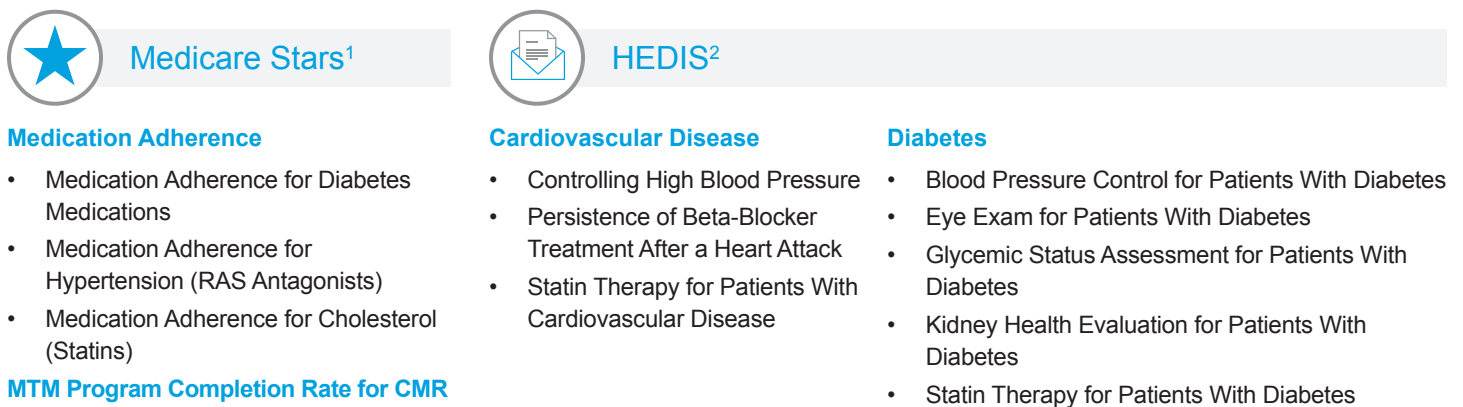 Medicare Stars¹
Medication Adherence
• Medication Adherence for Diabetes
Medications
• Medication Adherence for
Hypertension (RAS Antagonists)
• Medication Adherence for Cholesterol
(Statins)
MTM Program Completion Rate for CMR
HEDIS²
Cardiovascular Disease
• Controlling High Blood Pressure
• Persistence of Beta-Blocker
Treatment After a Heart Attack
• Statin Therapy for Patients With
Cardiovascular Disease
Diabetes
• Blood Pressure Control for Patients With Diabetes
• Eye Exam for Patients With Diabetes
• Glycemic Status Assessment for Patients With
Diabetes
• Kidney Health Evaluation for Patients With
Diabetes
• Statin Therapy for Patients With Diabetes